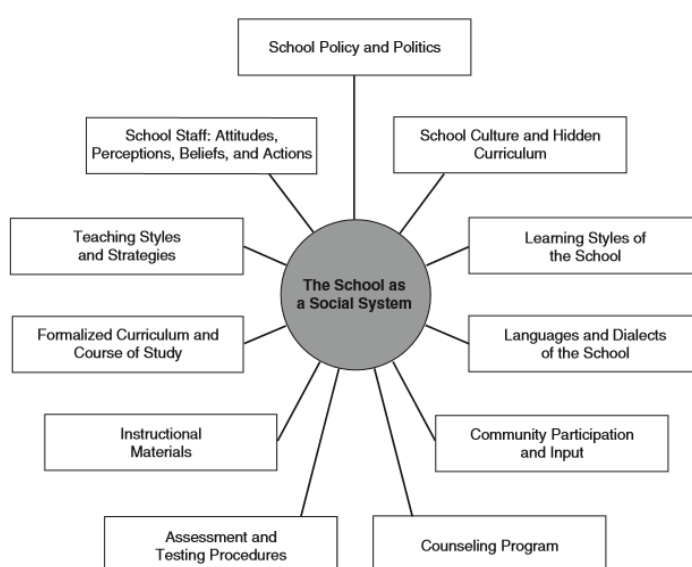 School Policy and Politics
School Staff: Attitudes,
Perceptions, Beliefs, and Actions
School Culture and Hidden
Curriculum
Teaching Styles
and Strategies
Learning Styles of
the School
The School as
a Social System
Formalized Curriculum and
Course of Study
Languages and Dialects
of the School
Instructional
Materials
Community Participation
and Input
Assessment and
Testing Procedures
Counseling Program